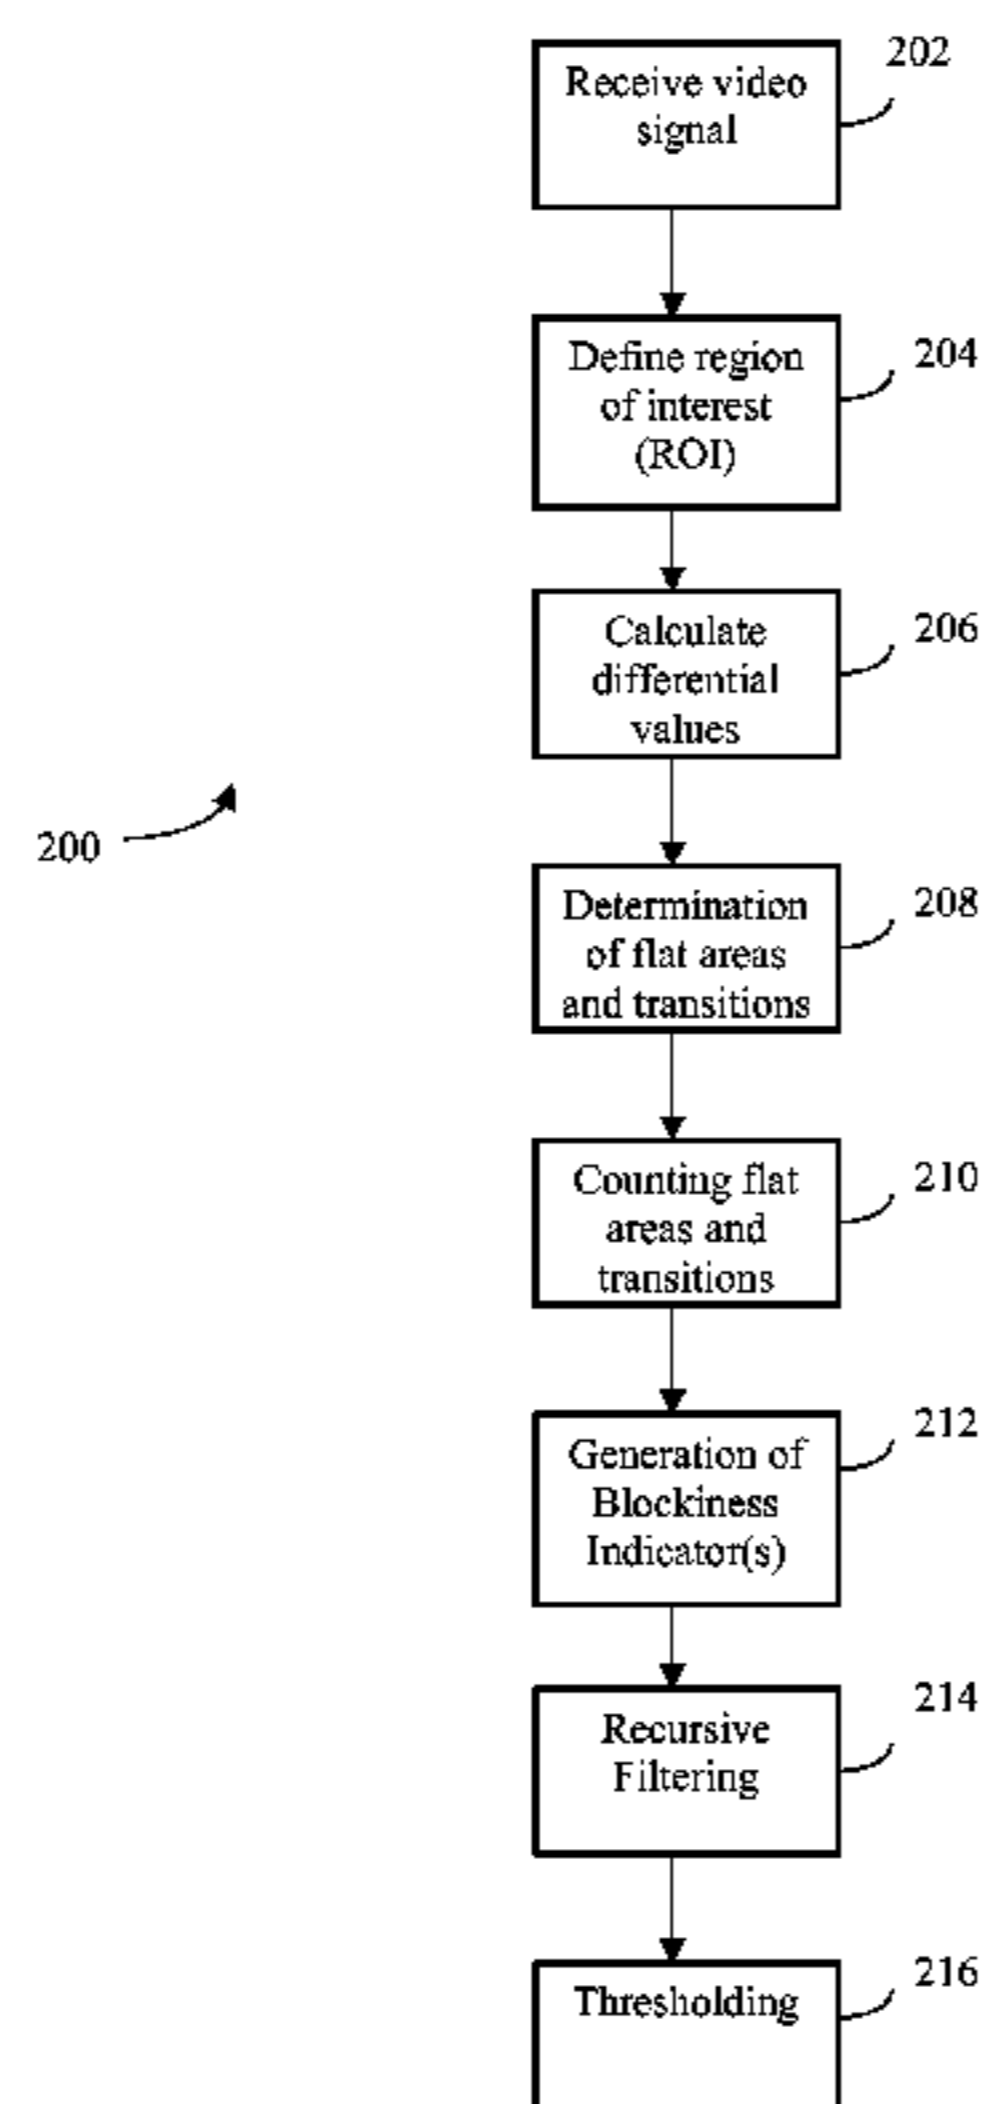 202
Receive video
signal
204
Define region
of interest
(ROI)
206
Calculate
differential
values
200
208
Determination
of flat areas
and transitions
210
Counting flat
areas and
transitions
212
Generation of
Blockiness
Indicator(s)
214
Recursive
Filtering
216
Thresholding